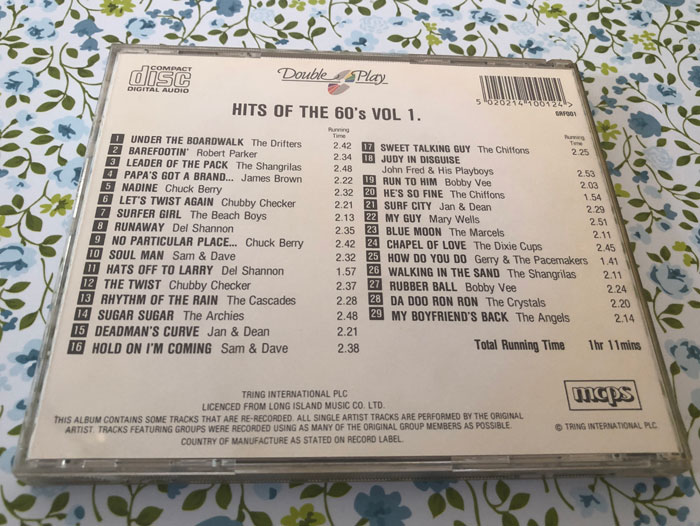 COMPACT
disc
DIGITAL AUDIO
Double Play
5 020214 100124 >
GRF001
HITS OF THE 60's VOL 1.
Running
Time
1 UNDER THE BOARDWALK The Drifters 2.42
2 BAREFOOTIN' Robert Parker 2.34
3 LEADER OF THE PACK The Shangrilas 2.48
4 PAPA'S GOT A BRAND... James Brown 2.22
5 NADINE Chuck Berry 2.32
6 LET'S TWIST AGAIN Chubby Checker 2.21
7 SURFER GIRL The Beach Boys 2.13
8 RUNAWAY Del Shannon 2.35
9 NO PARTICULAR PLACE... Chuck Berry 2.42
10 SOUL MAN Sam & Dave 2.32
11 HATS OFF TO LARRY Del Shannon 1.57
12 THE TWIST Chubby Checker 2.37
13 RHYTHM OF THE RAIN The Cascades 2.28
14 SUGAR SUGAR The Archies 2.48
15 DEADMAN'S CURVE Jan & Dean 2.21
16 HOLD ON I'M COMING Sam & Dave 2.38
Running
Time
17 SWEET TALKING GUY The Chiffons 2.25
18 JUDY IN DISGUISE
John Fred & His Playboys 2.53
19 RUN TO HIM Bobby Vee 2.03
20 HE'S SO FINE The Chiffons 1.54
21 SURF CITY Jan & Dean 2.29
22 MY GUY Mary Wells 2.51
23 BLUE MOON The Marcels 2.11
24 CHAPEL OF LOVE The Dixie Cups 2.45
25 HOW DO YOU DO Gerry & The Pacemakers 1.41
26 WALKING IN THE SAND The Shangrilas 2.11
27 RUBBER BALL Bobby Vee 2.24
28 DA DOO RON RON The Crystals 2.20
29 MY BOYFRIEND'S BACK The Angels 2.14
Total Running Time 1hr 11mins
TRING INTERNATIONAL PLC
LICENCED FROM LONG ISLAND MUSIC CO. LTD.
THIS ALBUM CONTAINS SOME TRACKS THAT ARE RE-RECORDED. ALL SINGLE ARTIST TRACKS ARE PERFORMED BY THE ORIGINAL
ARTIST. TRACKS FEATURING GROUPS WERE RECORDED USING AS MANY OF THE ORIGINAL GROUP MEMBERS AS POSSIBLE.
COUNTRY OF MANUFACTURE AS STATED ON RECORD LABEL.
mcps
© TRING INTERNATIONAL PLC.